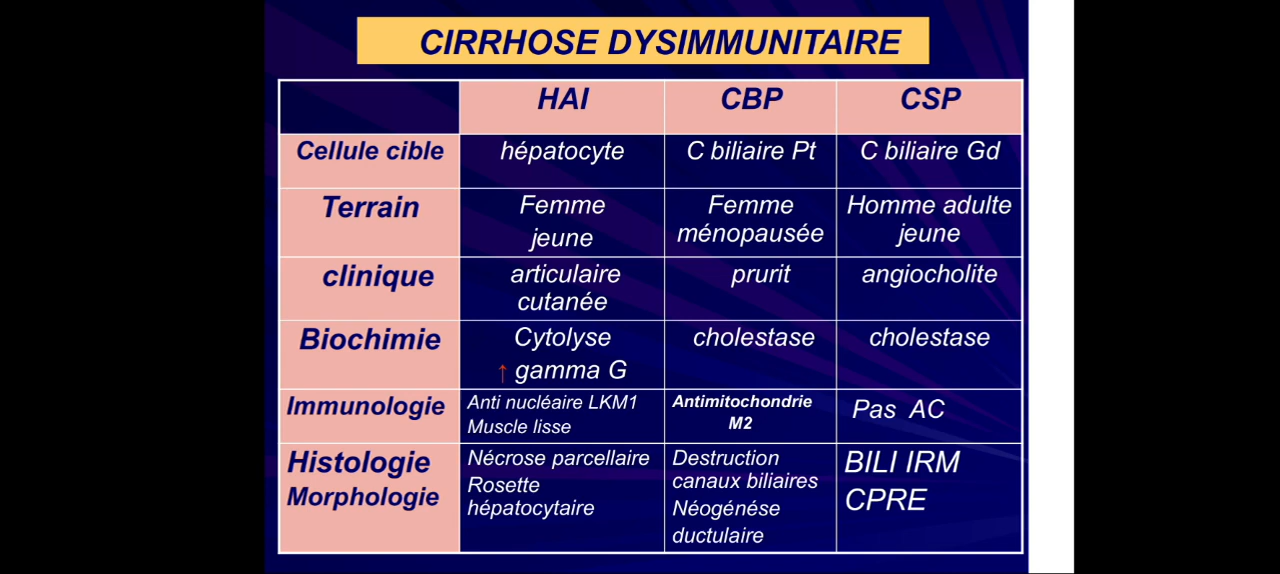 CIRRHOSE DYSIMMUNITAIRE
HAI CBP CSP
Cellule cible hépatocyte C biliaire Pt C biliaire Gd
Terrain Femme Femme Homme adulte
jeune ménopausée jeune
clinique articulaire prurit angiocholite
cutanée
Biochimie Cytolyse cholestase cholestase
↑ gamma G
Immunologie Anti nucléaire LKM1 Antimitochondrie Pas AC
Muscle lisse M2
Histologie Nécrose parcellaire Destruction BILI IRM
Morphologie Rosette canaux biliaires CPRE
hépatocytaire Néogénése
ductulaire